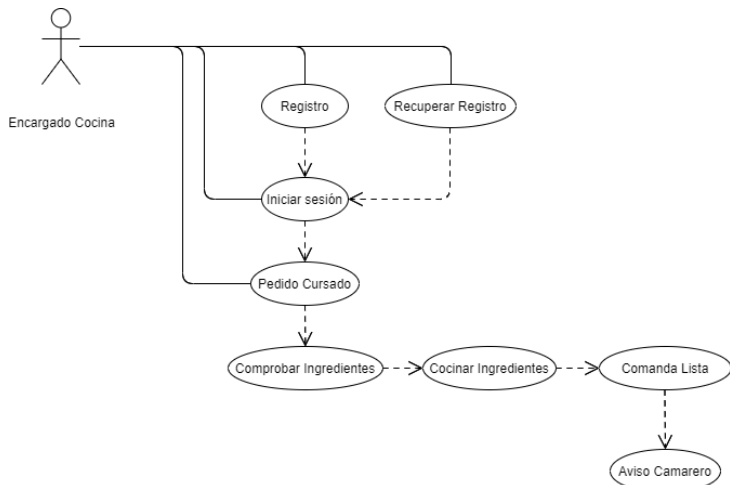 Registro
Recuperar Registro
Encargado Cocina
Iniciar sesión
Pedido Cursado
Comprobar Ingredientes
Cocinar Ingredientes
Comanda Lista
Aviso Camarero